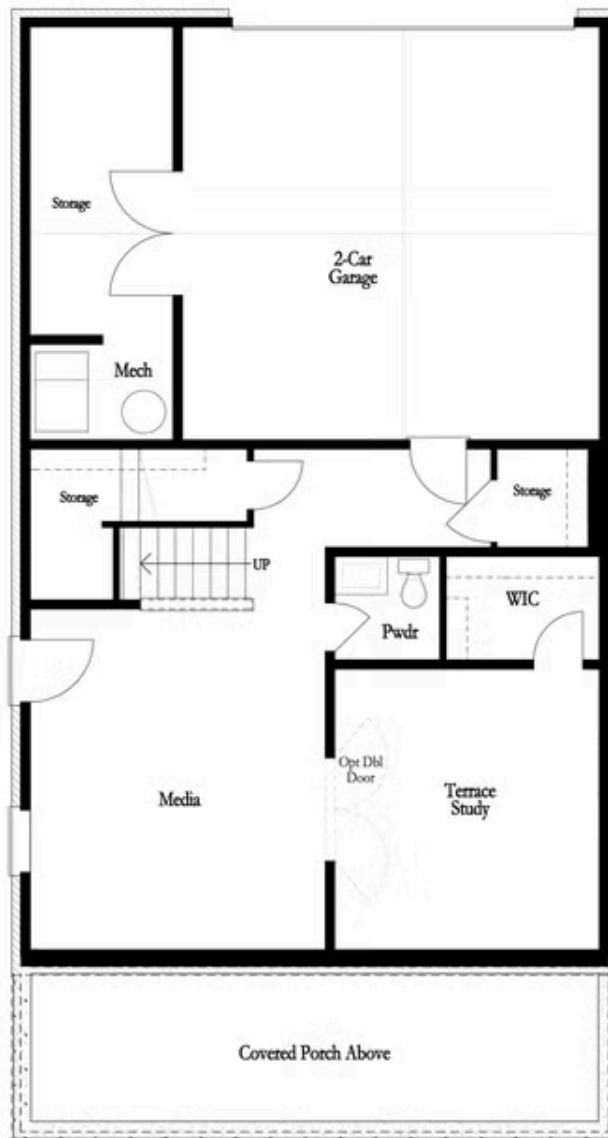 Storage
2-Car
Garage
Mech
Storage
Storage
UP
WIC
Pwdr
Opt Dbl
Door
Media
Terrace
Study
Covered Porch Above